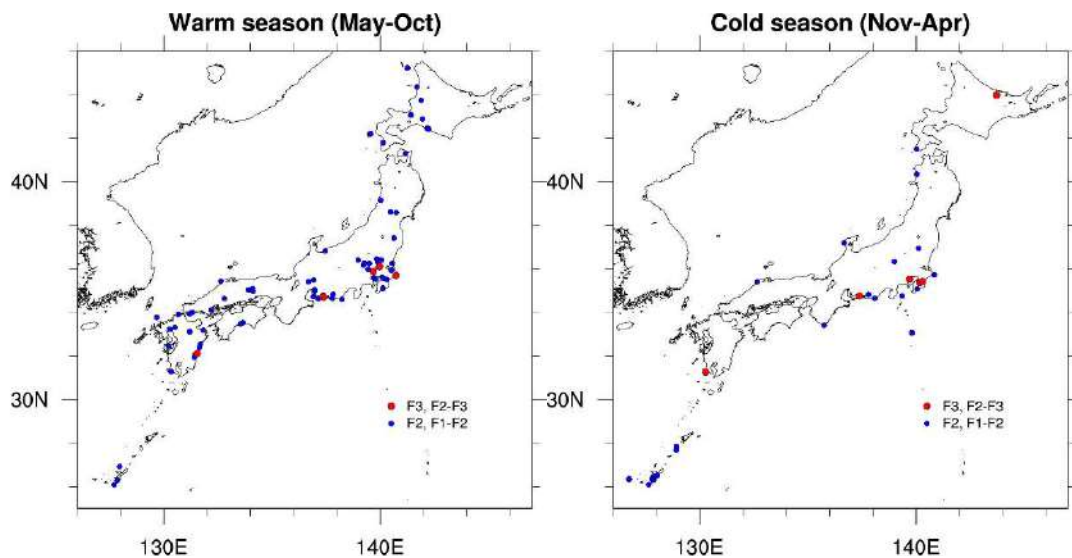 Warm season (May-Oct)
Cold season (Nov-Apr)
40N
40N
30N
30N
F3, F2-F3
F2, F1-F2
F3, F2-F3
F2, F1-F2
130E
140E
130E
140E